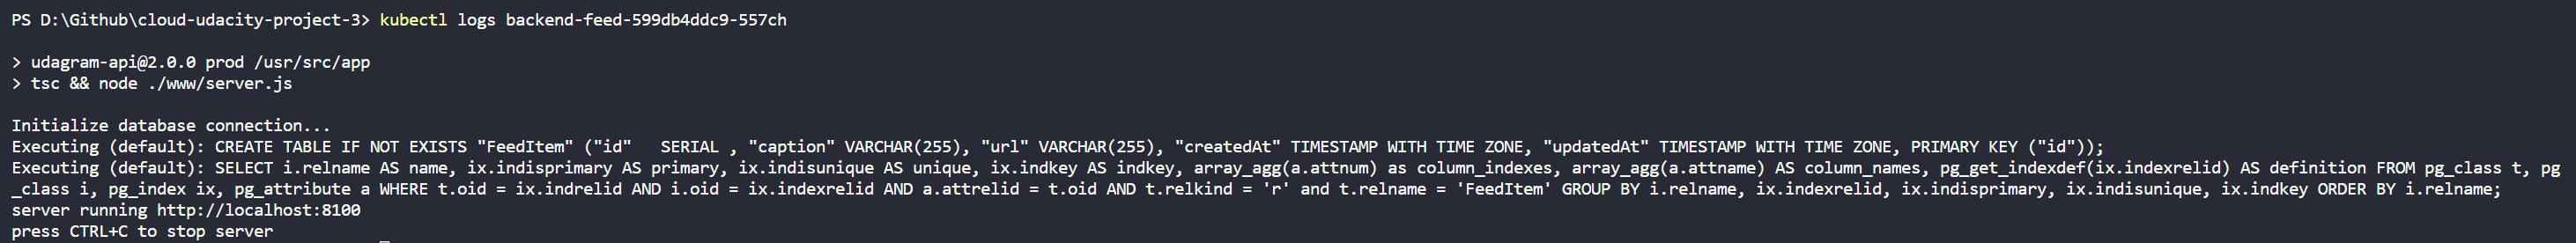 PS D:\Github\cloud-udacity-project-3> kubectl logs backend-feed-599db4ddc9-557ch
> udagram-api@2.0.0 prod /usr/src/app
> tsc && node ./www/server.js
Initialize database connection...
Executing (default): CREATE TABLE IF NOT EXISTS "FeedItem" ("id"   SERIAL , "caption" VARCHAR(255), "url" VARCHAR(255), "createdAt" TIMESTAMP WITH TIME ZONE, "updatedAt" TIMESTAMP WITH TIME ZONE, PRIMARY KEY ("id"));
Executing (default): SELECT i.relname AS name, ix.indisprimary AS primary, ix.indisunique AS unique, ix.indkey AS indkey, array_agg(a.attnum) as column_indexes, array_agg(a.attname) AS column_names, pg_get_indexdef(ix.indexrelid) AS definition FROM pg_class t, pg
_class i, pg_index ix, pg_attribute a WHERE t.oid = ix.indrelid AND i.oid = ix.indexrelid AND a.attrelid = t.oid AND t.relkind = 'r' and t.relname = 'FeedItem' GROUP BY i.relname, ix.indexrelid, ix.indisprimary, ix.indisunique, ix.indkey ORDER BY i.relname;
server running http://localhost:8100
press CTRL+C to stop server